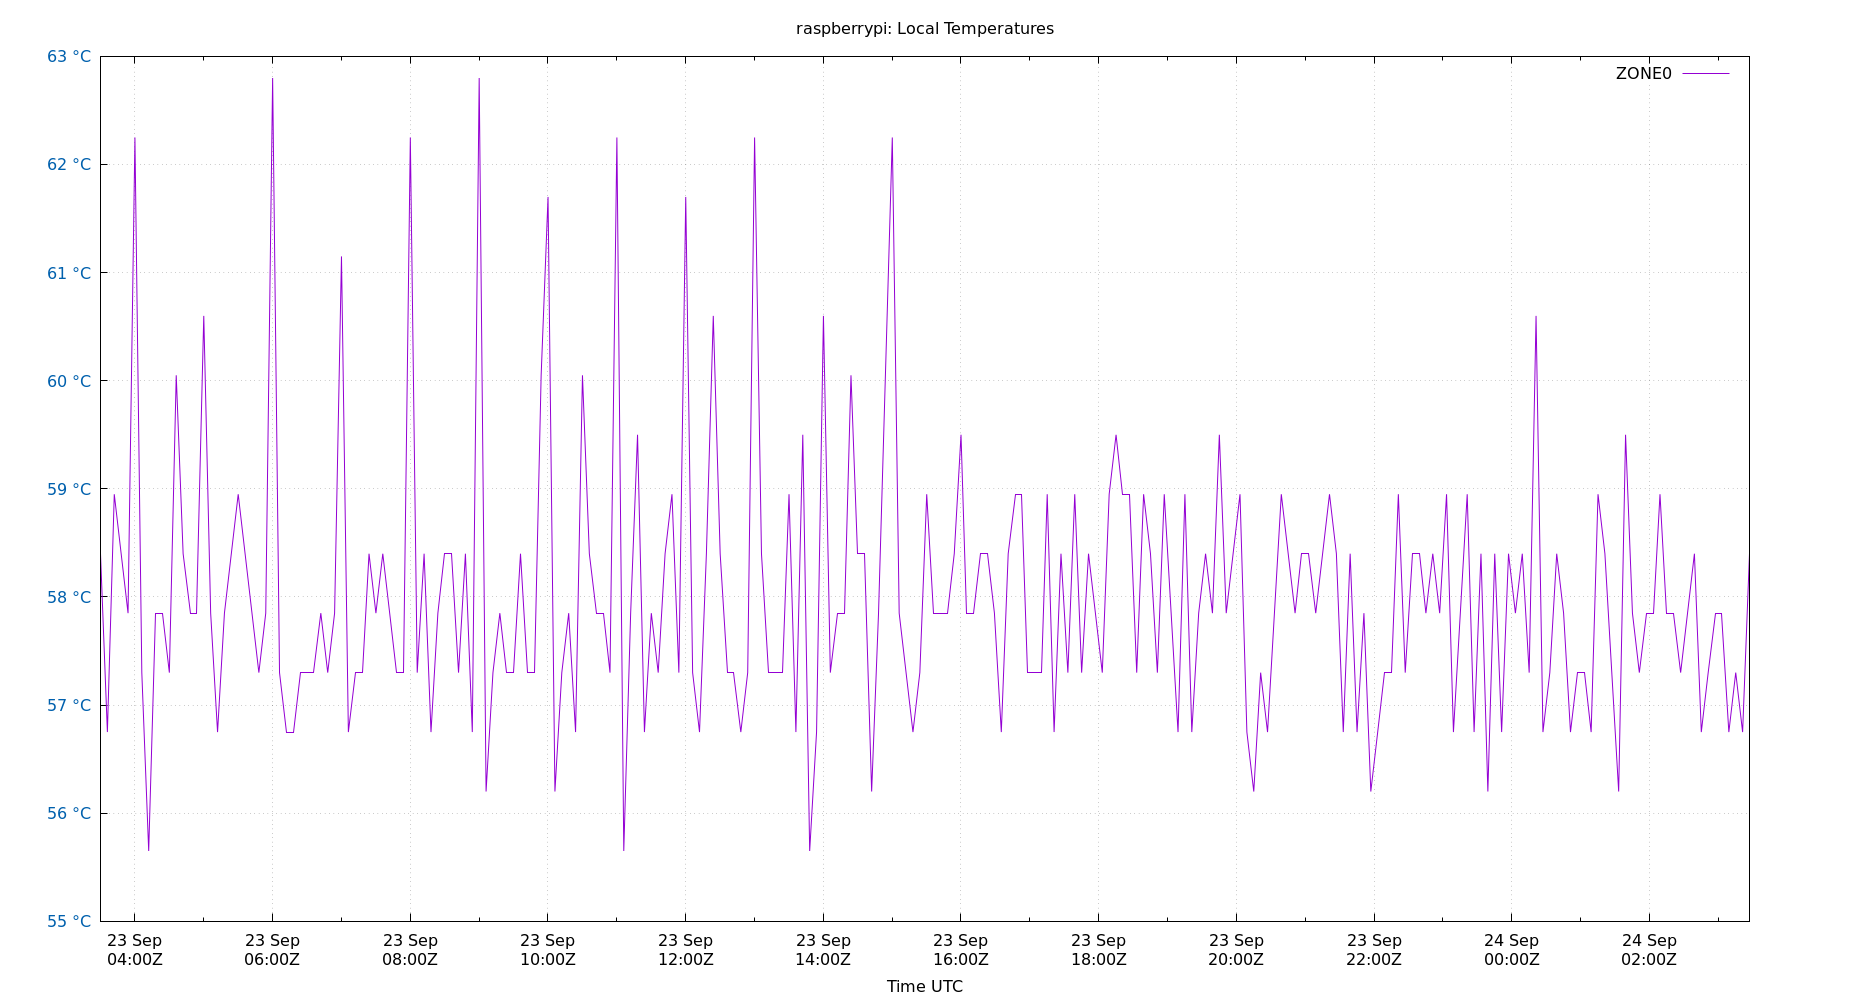 raspberrypi: Local Temperatures
ZONE0
63 °C
62 °C
61 °C
60 °C
59 °C
58 °C
57 °C
56 °C
55 °C
23 Sep 23 Sep 23 Sep 23 Sep 23 Sep 23 Sep 23 Sep 23 Sep 23 Sep 23 Sep 24 Sep 24 Sep
04:00Z 06:00Z 08:00Z 10:00Z 12:00Z 14:00Z 16:00Z 18:00Z 20:00Z 22:00Z 00:00Z 02:00Z
Time UTC